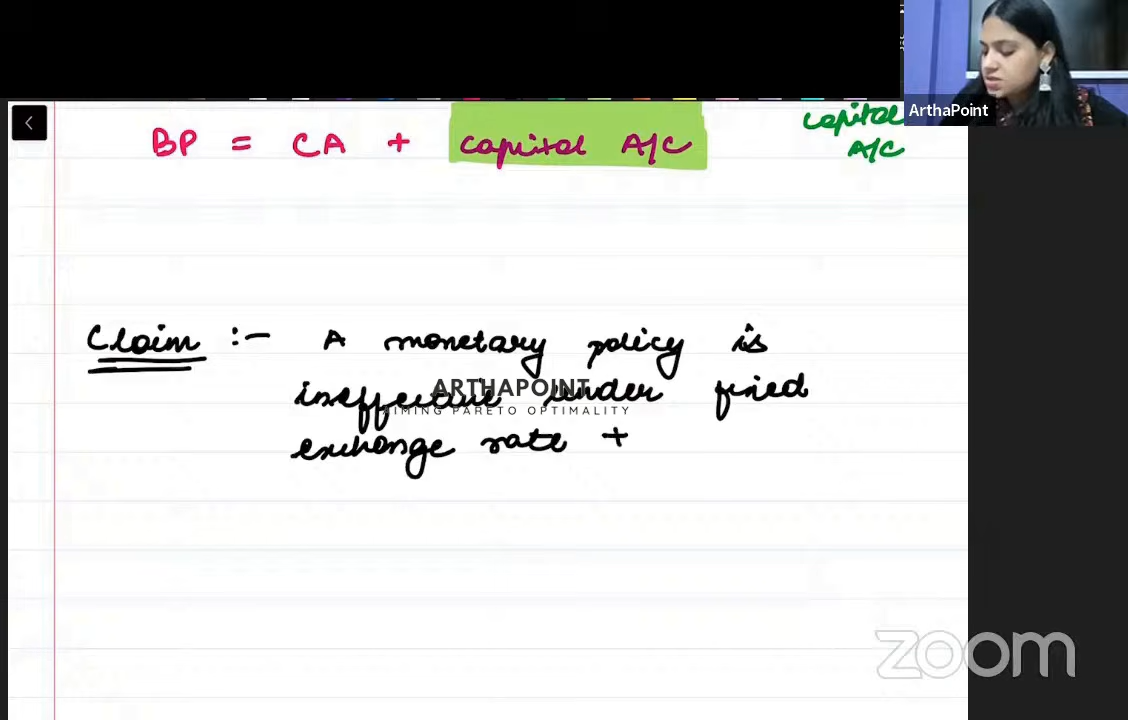 ArthaPoint
capital
A/C
BP = CA + capital A/C
Claim :- A monetary policy is
ineffective under fixed
exchange rate +
ARTHAPOINT
AIMING PARETO OPTIMALITY
zoom